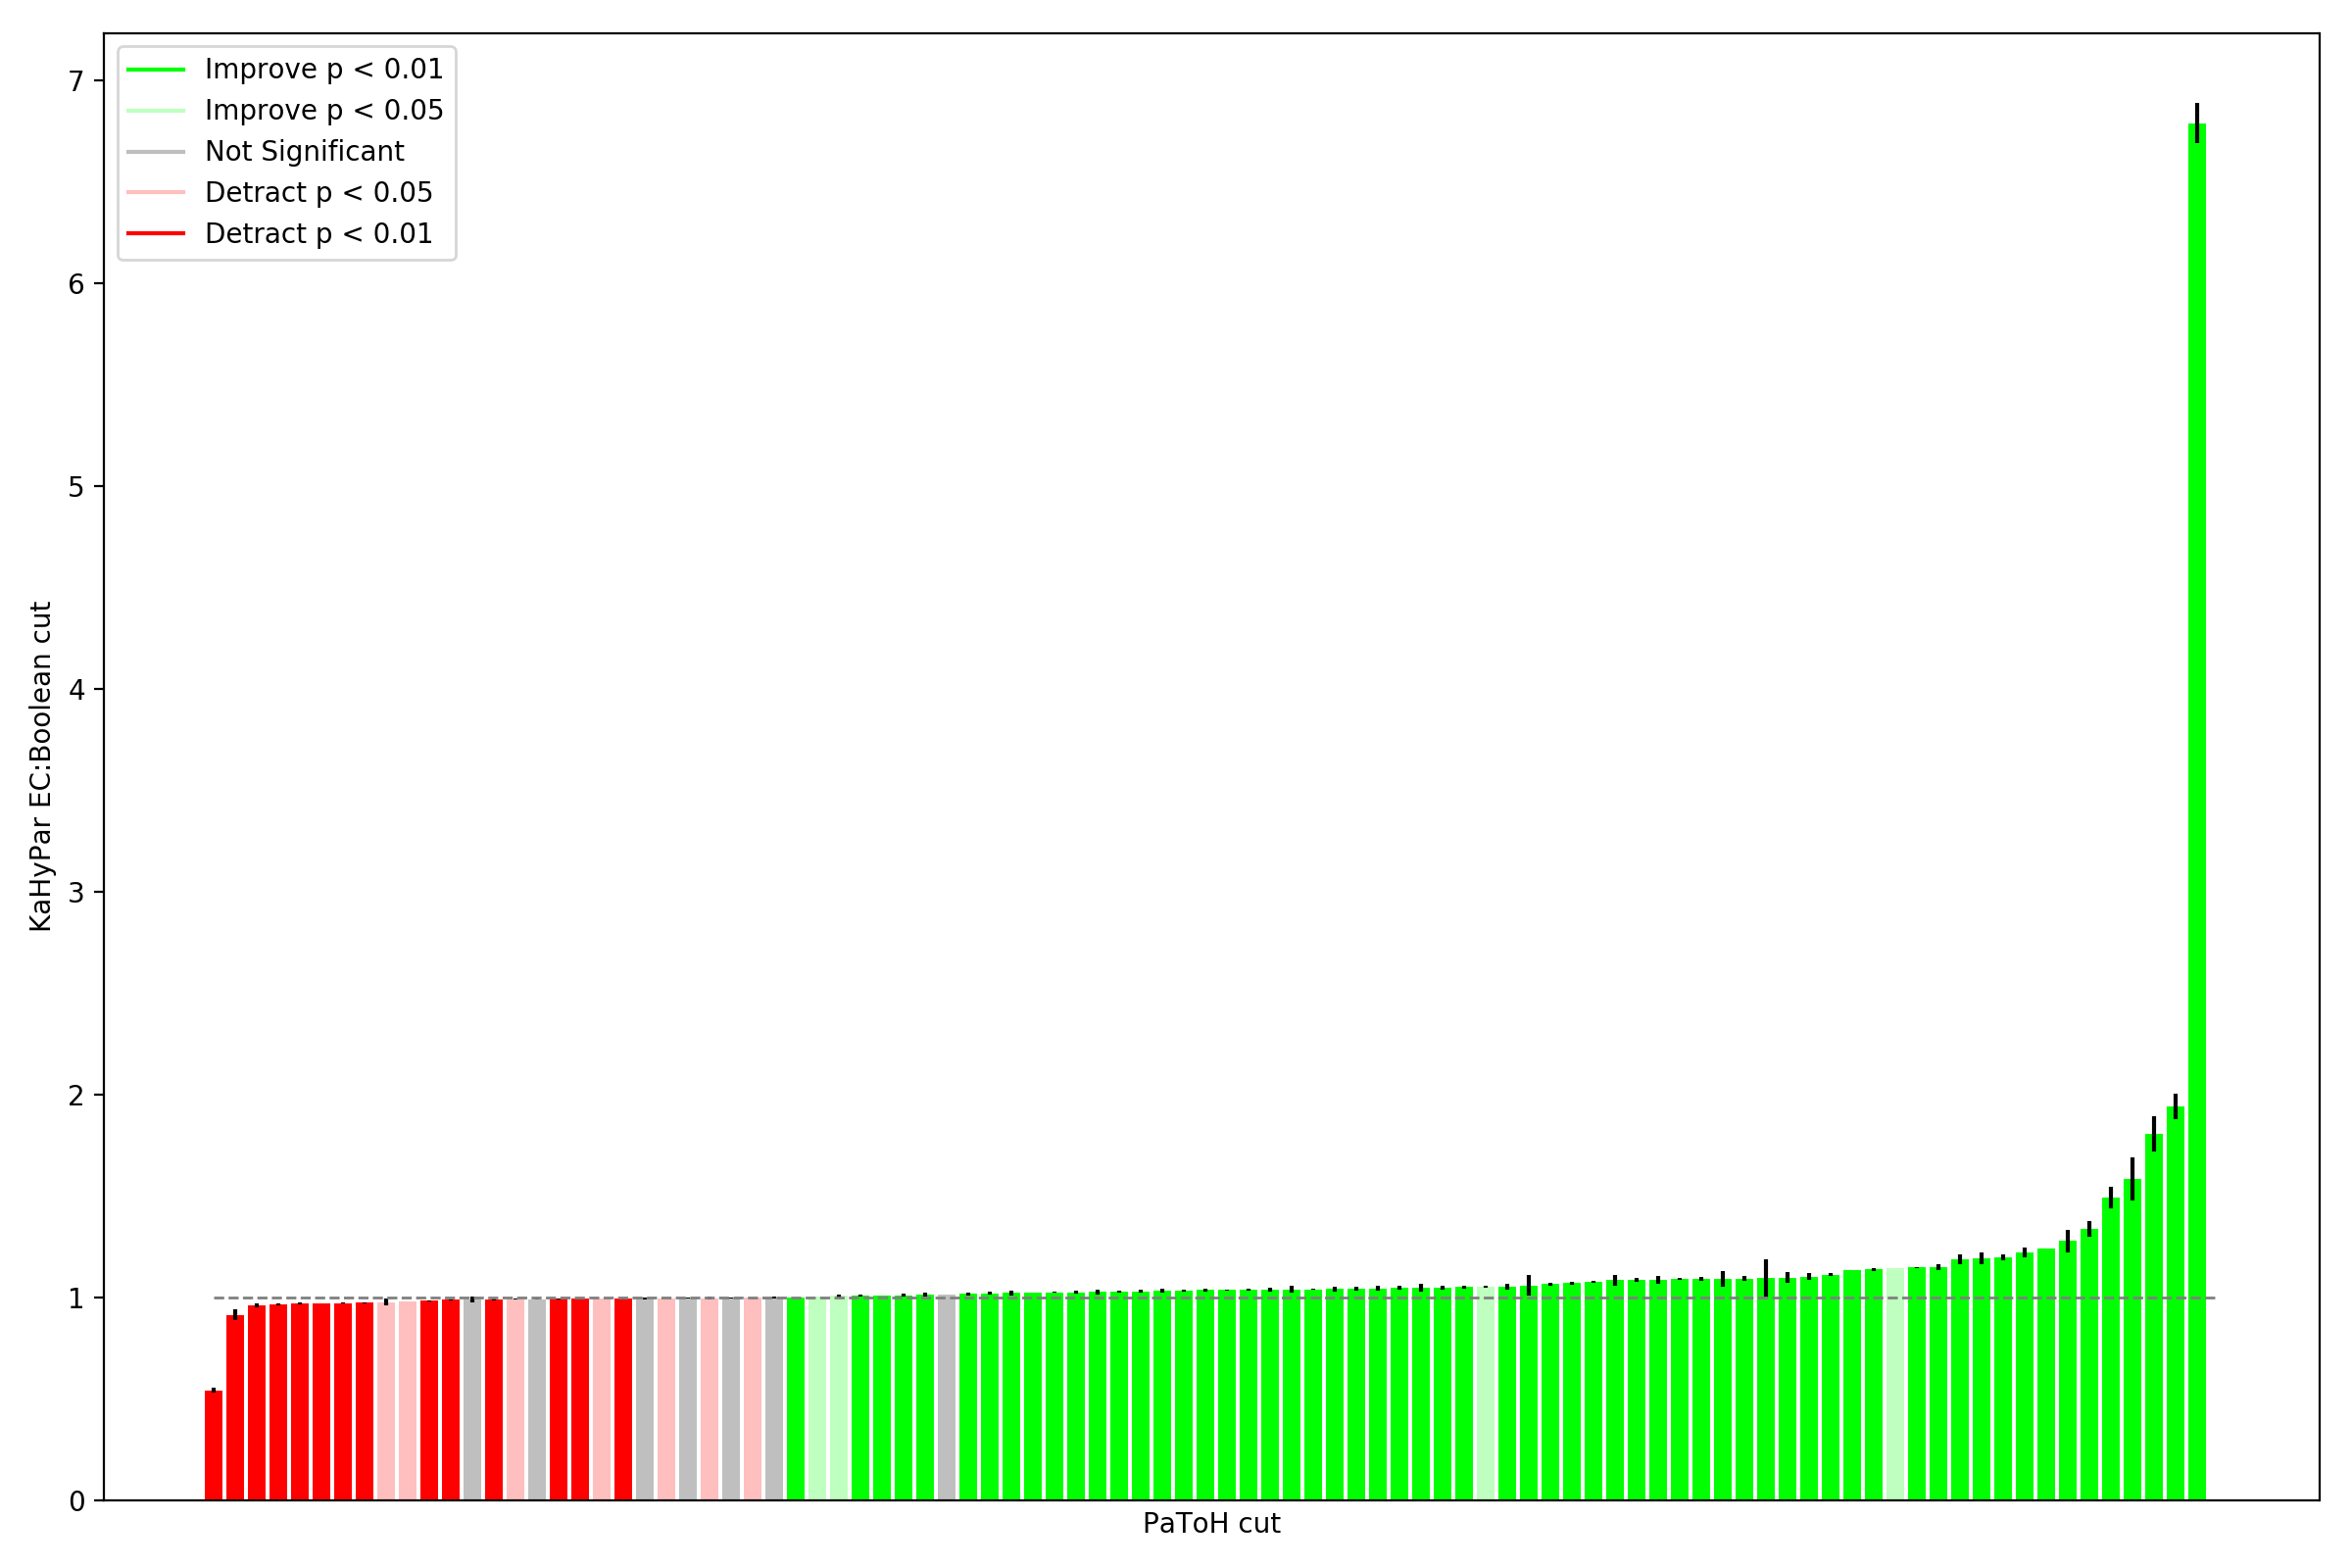 Improve p < 0.01
Improve p < 0.05
Not Significant
Detract p < 0.05
Detract p < 0.01
7
6
5
4
3
2
1
0
KaHyPar EC:Boolean cut
PaToH cut